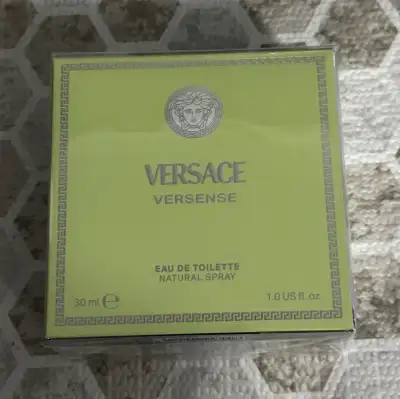 VERSACE
VERSENSE
EAU DE TOILETTE
NATURAL SPRAY
30 ml ℮ 1.0 US fl. oz